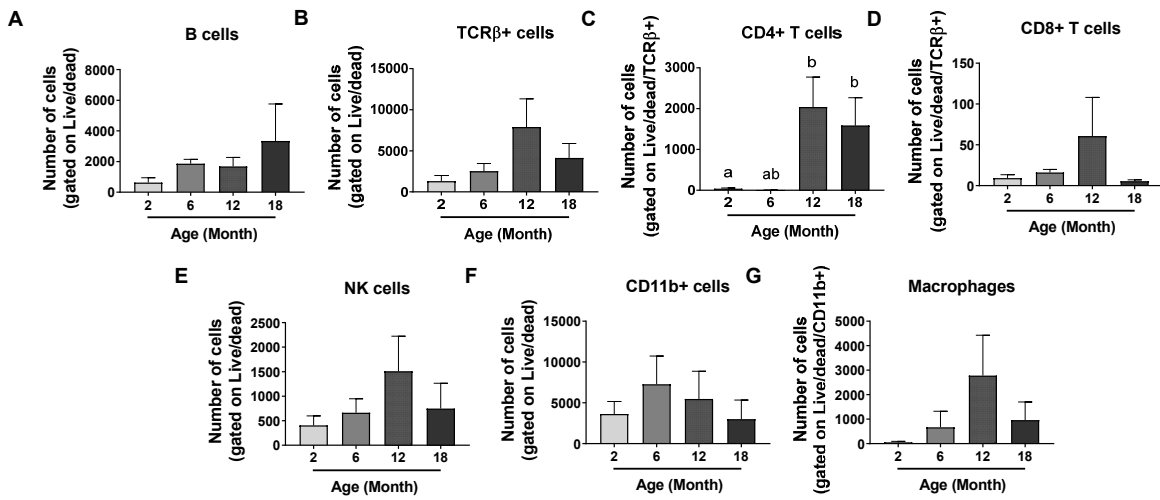 A
B cells
Number of cells
(gated on Live/dead)
8000
6000
4000
2000
0
2 6 12 18
Age (Month)
B
TCRβ+ cells
Number of cells
(gated on Live/dead)
15000
10000
5000
0
2 6 12 18
Age (Month)
C
CD4+ T cells
Number of cells
(gated on Live/dead/TCRβ+)
3000
2000
1000
0
a ab b b
2 6 12 18
Age (Month)
D
CD8+ T cells
Number of cells
(gated on Live/dead/TCRβ+)
150
100
50
0
2 6 12 18
Age (Month)
E
NK cells
Number of cells
(gated on Live/dead)
2500
2000
1500
1000
500
0
2 6 12 18
Age (Month)
F
CD11b+ cells
Number of cells
(gated on Live/dead)
15000
10000
5000
0
2 6 12 18
Age (Month)
G
Macrophages
Number of cells
(gated on Live/dead/CD11b+)
5000
4000
3000
2000
1000
0
2 6 12 18
Age (Month)